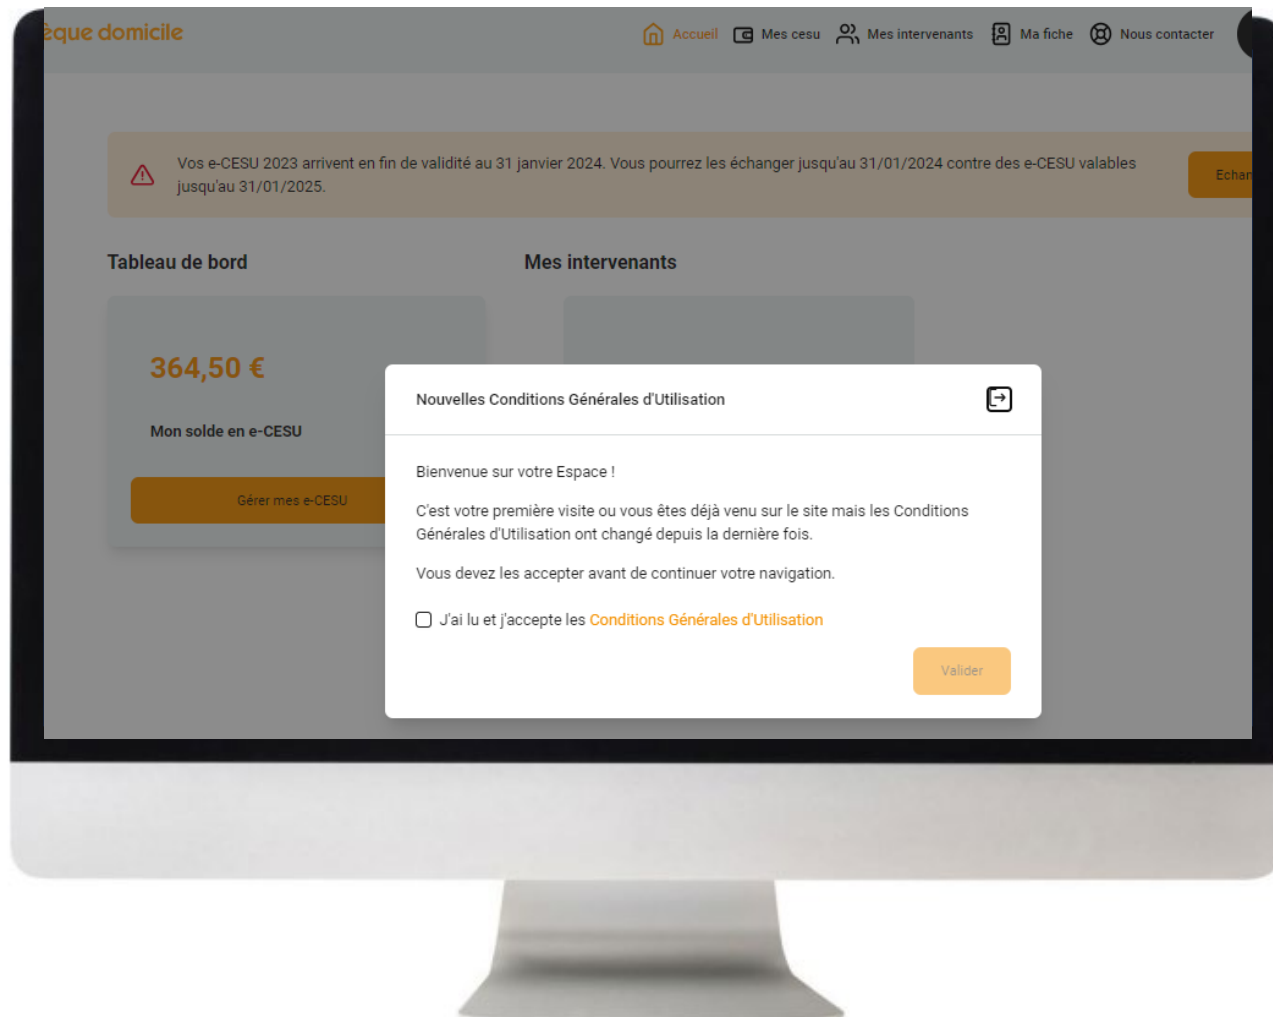 èque domicile
Accueil Mes cesu Mes intervenants Ma fiche Nous contacter
Vos e-CESU 2023 arrivent en fin de validité au 31 janvier 2024. Vous pourrez les échanger jusqu'au 31/01/2024 contre des e-CESU valables
jusqu'au 31/01/2025.
Echan
Tableau de bord
Mes intervenants
364,50 €
Mon solde en e-CESU
Gérer mes e-CESU
Nouvelles Conditions Générales d'Utilisation
Bienvenue sur votre Espace !
C'est votre première visite ou vous êtes déjà venu sur le site mais les Conditions
Générales d'Utilisation ont changé depuis la dernière fois.
Vous devez les accepter avant de continuer votre navigation.
J'ai lu et j'accepte les Conditions Générales d'Utilisation
Valider